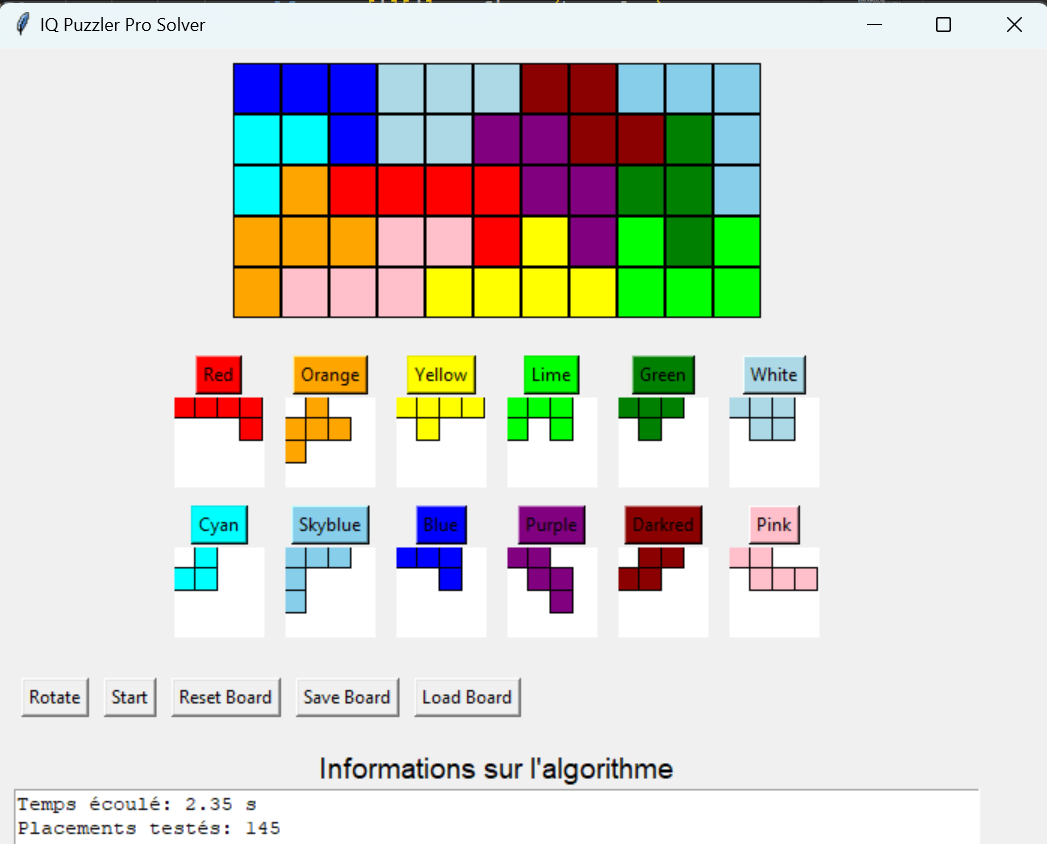 IQ Puzzler Pro Solver
Red Orange Yellow Lime Green White
Cyan Skyblue Blue Purple Darkred Pink
Rotate Start Reset Board Save Board Load Board
Informations sur l'algorithme
Temps écoulé: 2.35 s
Placements testés: 145